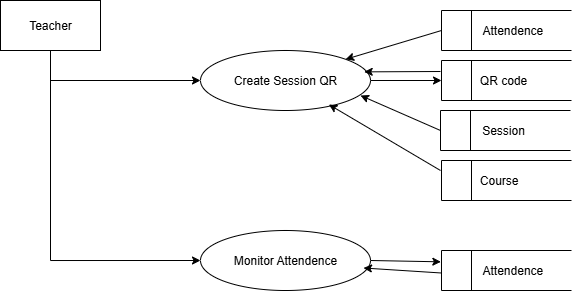 Teacher
Attendence
Create Session QR
QR code
Session
Course
Monitor Attendence
Attendence